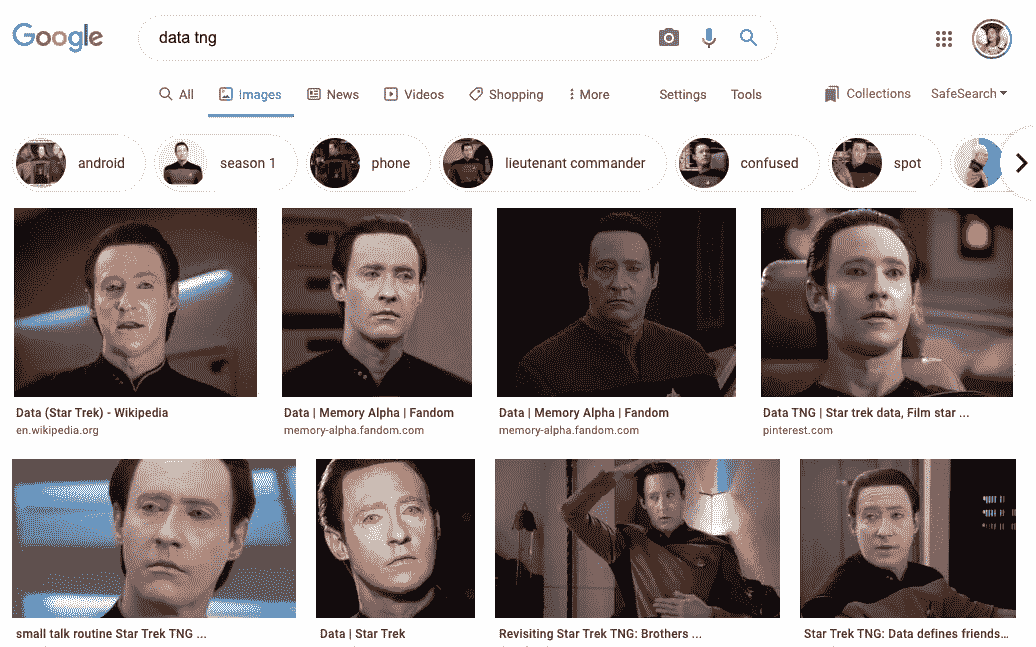 Google
data tng
All Images News Videos Shopping More Settings Tools Collections SafeSearch
android season 1 phone lieutenant commander confused spot
Data (Star Trek) - Wikipedia Data | Memory Alpha | Fandom Data | Memory Alpha | Fandom Data TNG | Star trek data, Film star ...
en.wikipedia.org memory-alpha.fandom.com memory-alpha.fandom.com pinterest.com
small talk routine Star Trek TNG ... Data | Star Trek Revisiting Star Trek TNG: Brothers ... Star Trek TNG: Data defines friends...